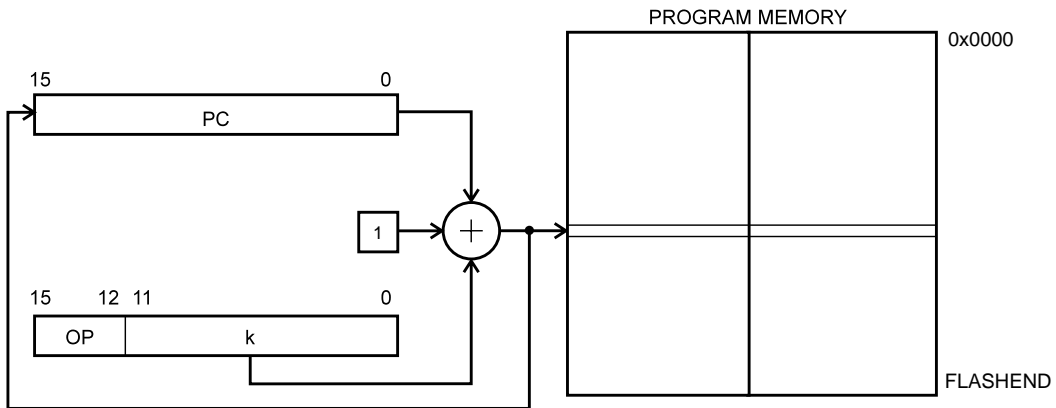 PROGRAM MEMORY
0x0000
15 0
PC
1
+
15 12 11 0
OP k
FLASHEND